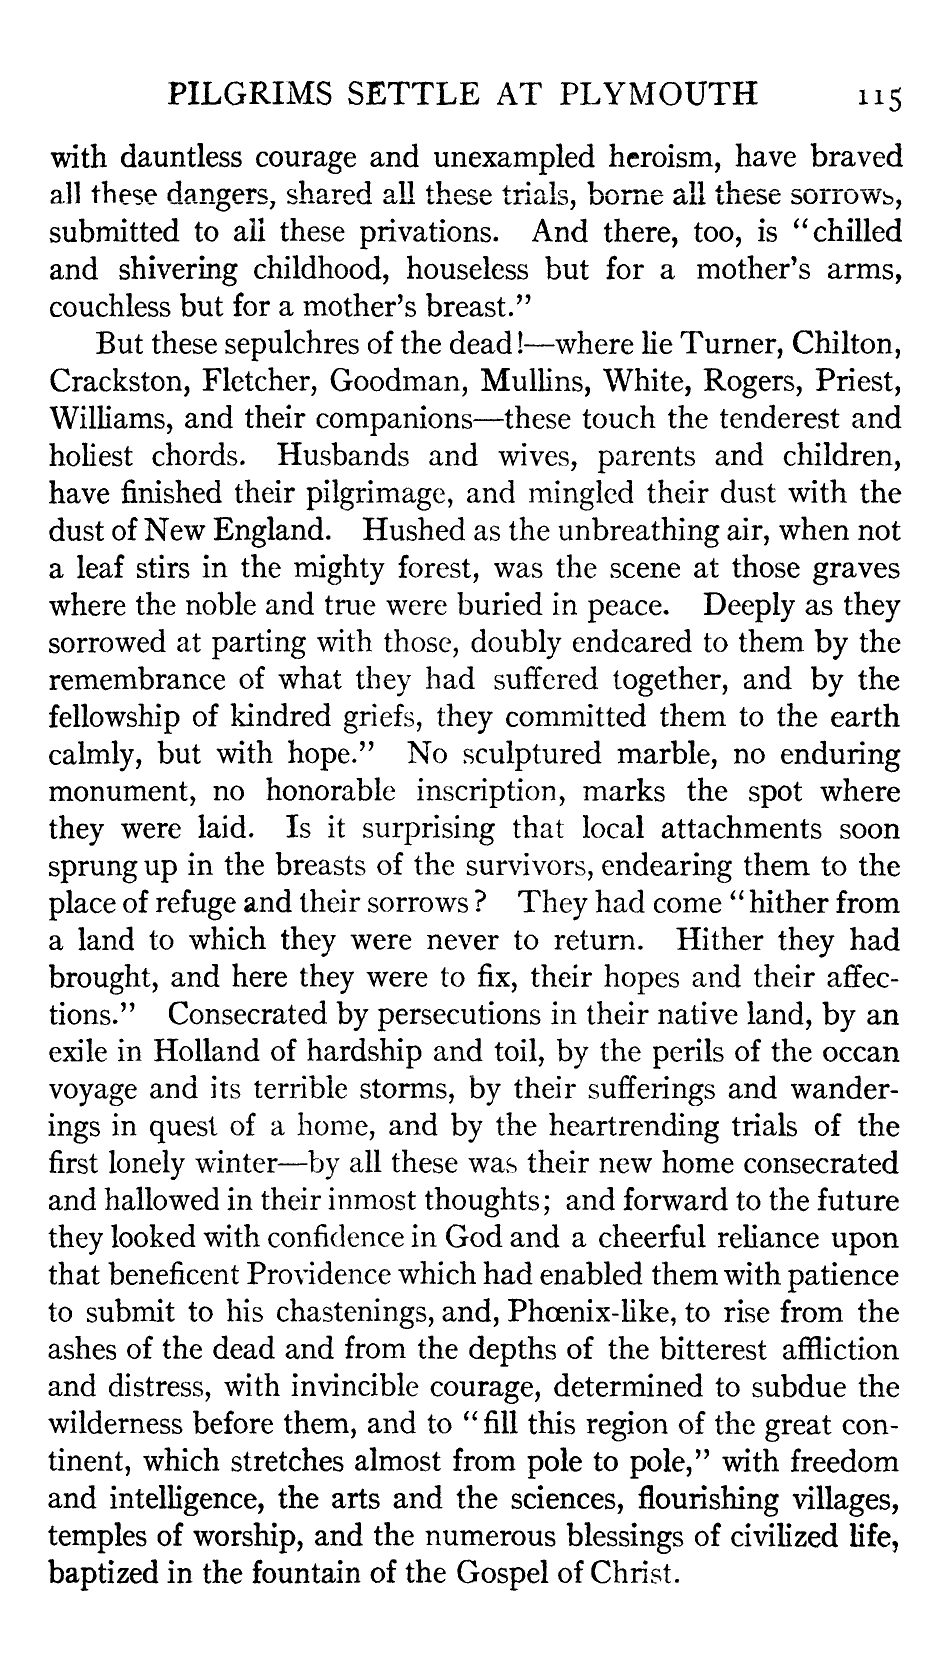 PILGRIMS SETTLE AT PLYMOUTH 115
with dauntless courage and unexampled heroism, have braved
all these dangers, shared all these trials, borne all these sorrows,
submitted to all these privations. And there, too, is "chilled
and shivering childhood, houseless but for a mother's arms,
couchless but for a mother's breast."
But these sepulchres of the dead!—where lie Turner, Chilton,
Crackston, Fletcher, Goodman, Mullins, White, Rogers, Priest,
Williams, and their companions—these touch the tenderest and
holiest chords. Husbands and wives, parents and children,
have finished their pilgrimage, and mingled their dust with the
dust of New England. Hushed as the unbreathing air, when not
a leaf stirs in the mighty forest, was the scene at those graves
where the noble and true were buried in peace. Deeply as they
sorrowed at parting with those, doubly endeared to them by the
remembrance of what they had suffered together, and by the
fellowship of kindred griefs, they committed them to the earth
calmly, but with hope." No sculptured marble, no enduring
monument, no honorable inscription, marks the spot where
they were laid. Is it surprising that local attachments soon
sprung up in the breasts of the survivors, endearing them to the
place of refuge and their sorrows? They had come "hither from
a land to which they were never to return. Hither they had
brought, and here they were to fix, their hopes and their affec-
tions." Consecrated by persecutions in their native land, by an
exile in Holland of hardship and toil, by the perils of the ocean
voyage and its terrible storms, by their sufferings and wander-
ings in quest of a home, and by the heartrending trials of the
first lonely winter—by all these was their new home consecrated
and hallowed in their inmost thoughts; and forward to the future
they looked with confidence in God and a cheerful reliance upon
that beneficent Providence which had enabled them with patience
to submit to his chastenings, and, Phœnix-like, to rise from the
ashes of the dead and from the depths of the bitterest affliction
and distress, with invincible courage, determined to subdue the
wilderness before them, and to "fill this region of the great con-
tinent, which stretches almost from pole to pole," with freedom
and intelligence, the arts and the sciences, flourishing villages,
temples of worship, and the numerous blessings of civilized life,
baptized in the fountain of the Gospel of Christ.